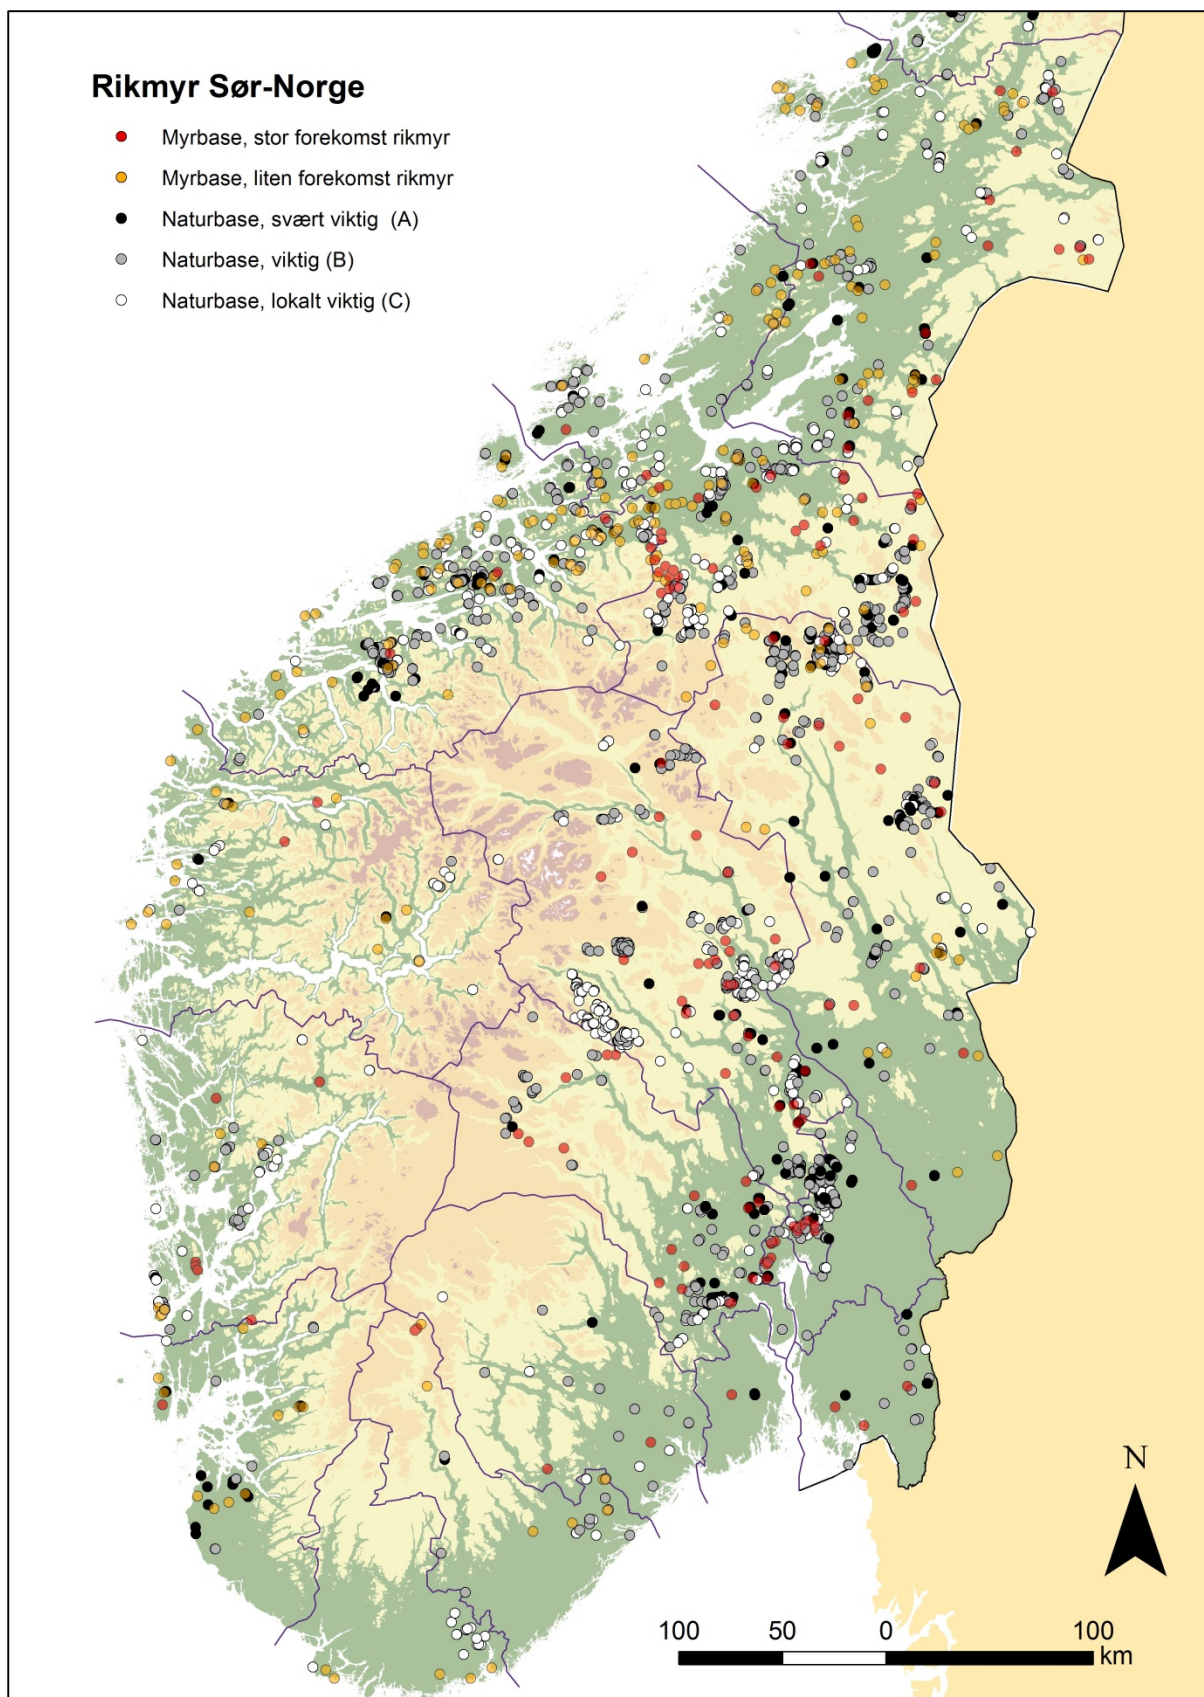 Rikmyr Sør-Norge
Myrbase, stor forekomst rikmyr
Myrbase, liten forekomst rikmyr
Naturbase, svært viktig (A)
Naturbase, viktig (B)
Naturbase, lokalt viktig (C)
N
100 50 0 100
km